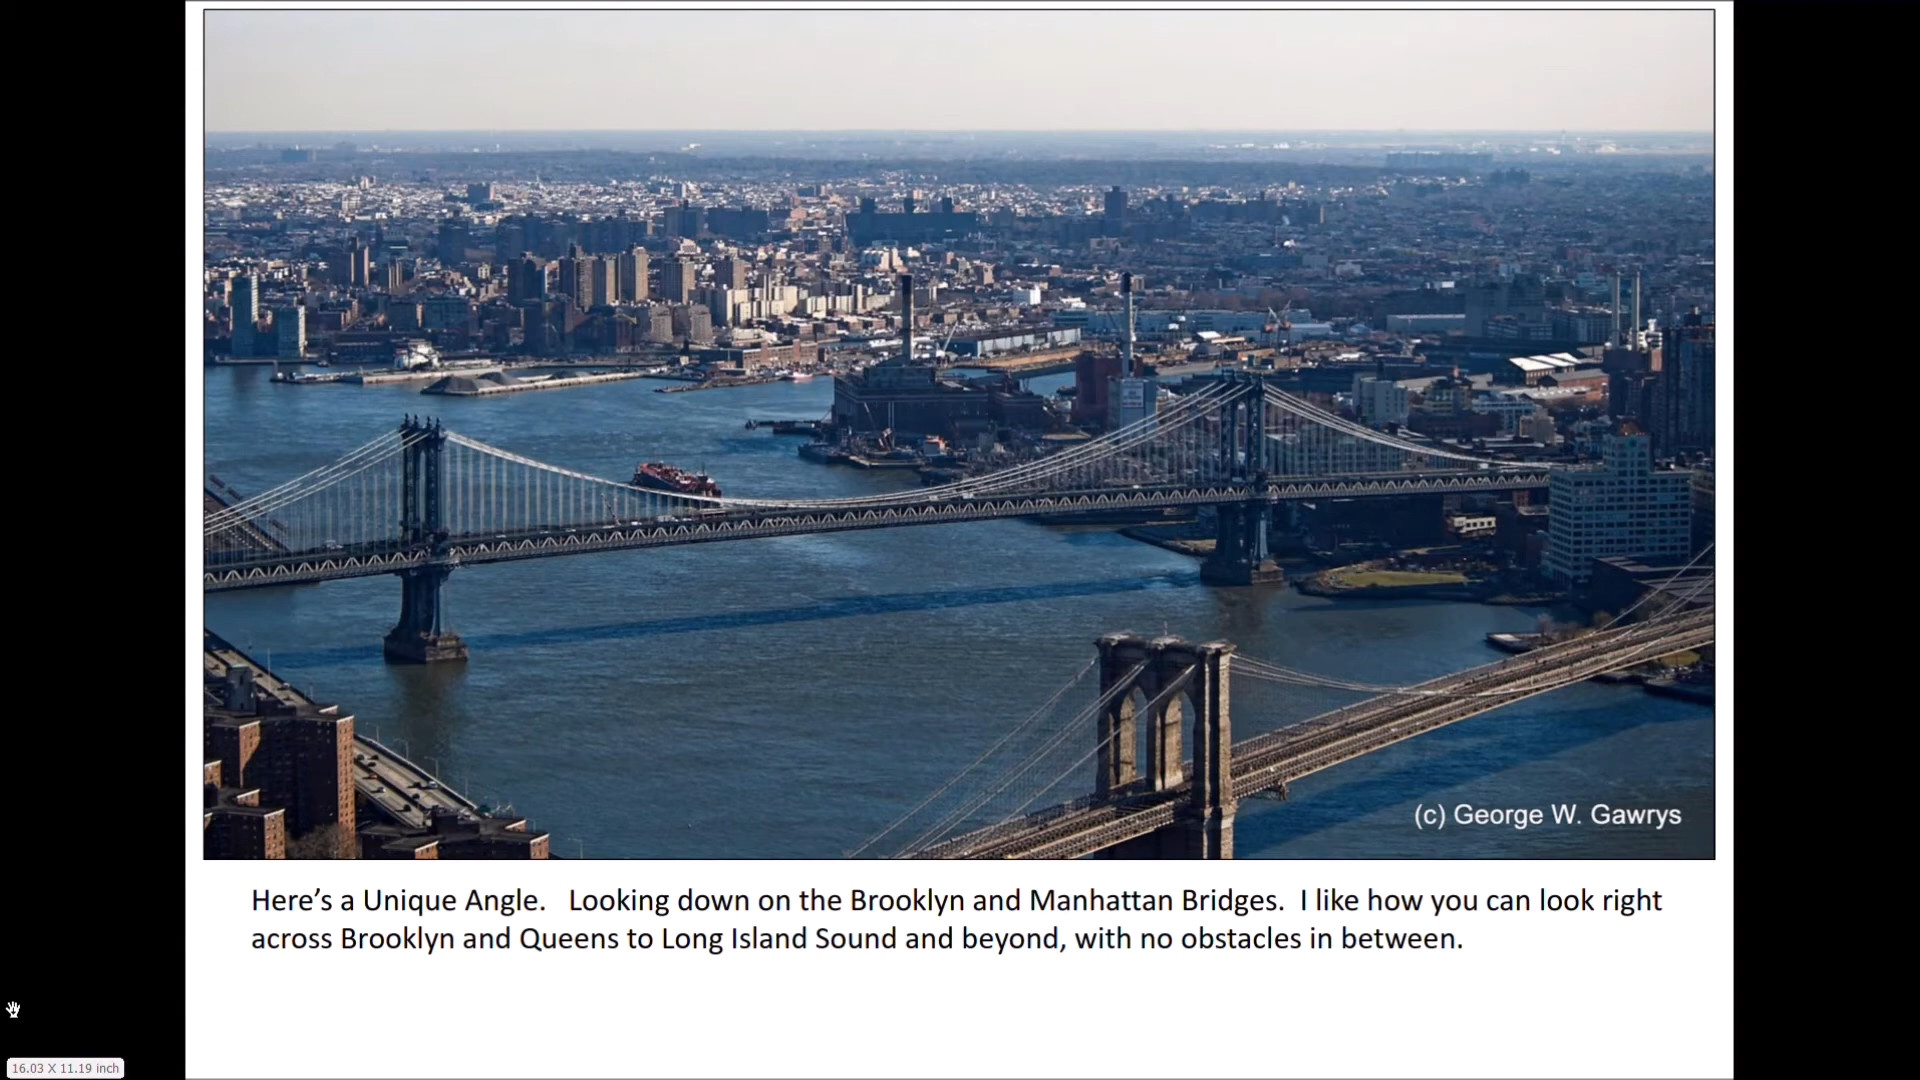 (c) George W. Gawrys
Here’s a Unique Angle.   Looking down on the Brooklyn and Manhattan Bridges.  I like how you can look right
across Brooklyn and Queens to Long Island Sound and beyond, with no obstacles in between.
16.03 X 11.19 inch